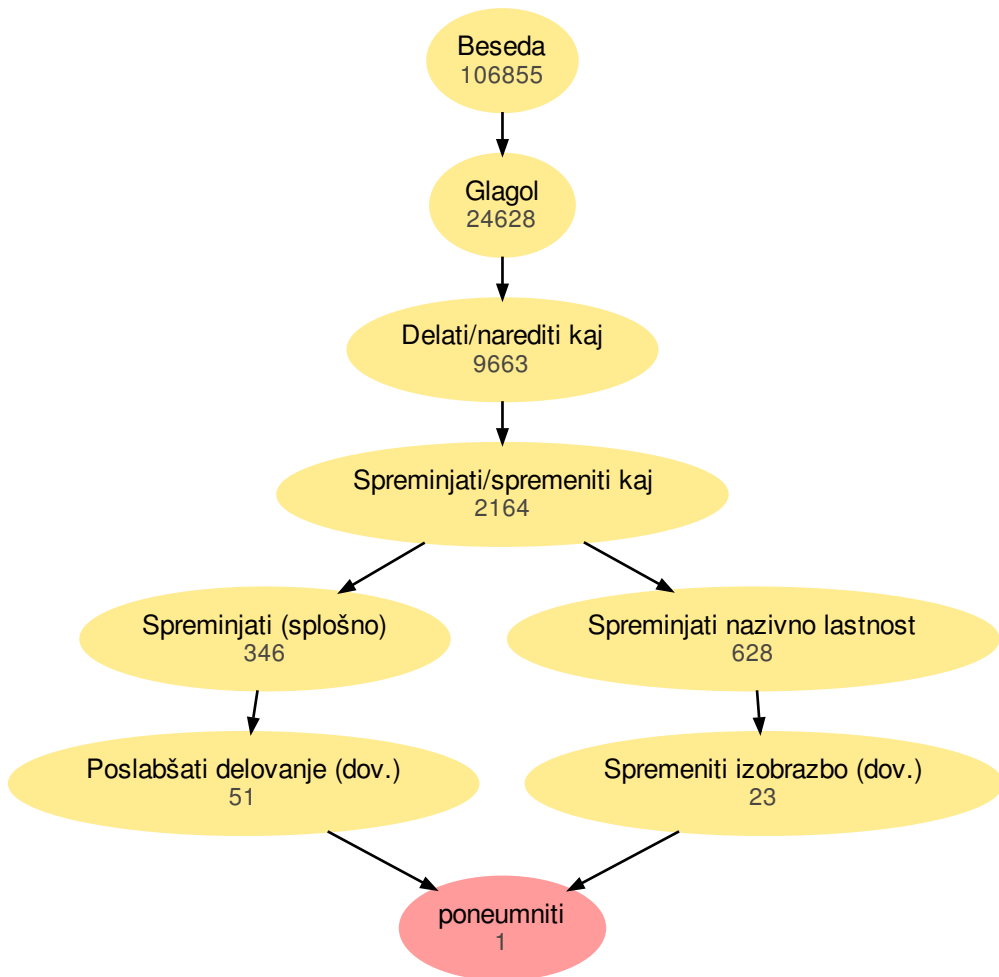 Beseda
106855
Glagol
24628
Delati/narediti kaj
9663
Spreminjati/spremeniti kaj
2164
Spreminjati (splošno)
346
Spreminjati nazivno lastnost
628
Poslabšati delovanje (dov.)
51
Spremeniti izobrazbo (dov.)
23
poneumniti
1